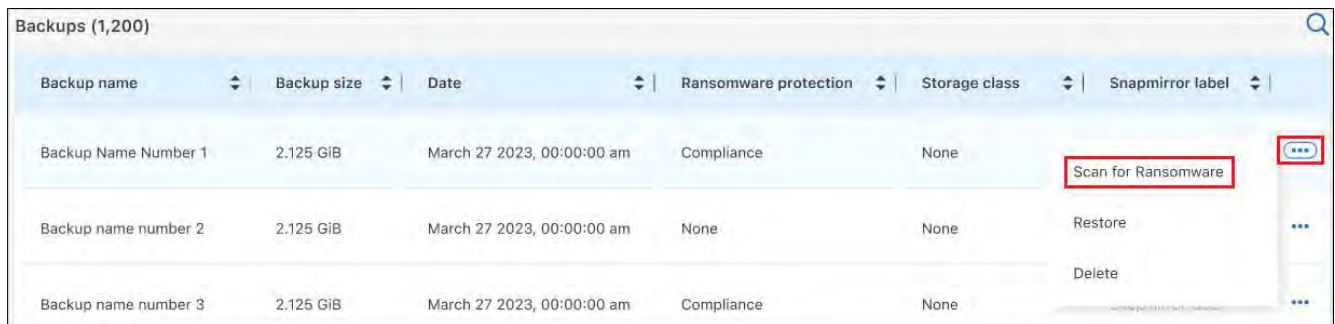 Backups (1,200)
Backup name Backup size Date Ransomware protection Storage class Snapmirror label
Backup Name Number 1 2.125 GiB March 27 2023, 00:00:00 am Compliance None
Scan for Ransomware
Backup name number 2 2.125 GiB March 27 2023, 00:00:00 am None None
Restore
Delete
Backup name number 3 2.125 GiB March 27 2023, 00:00:00 am Compliance None